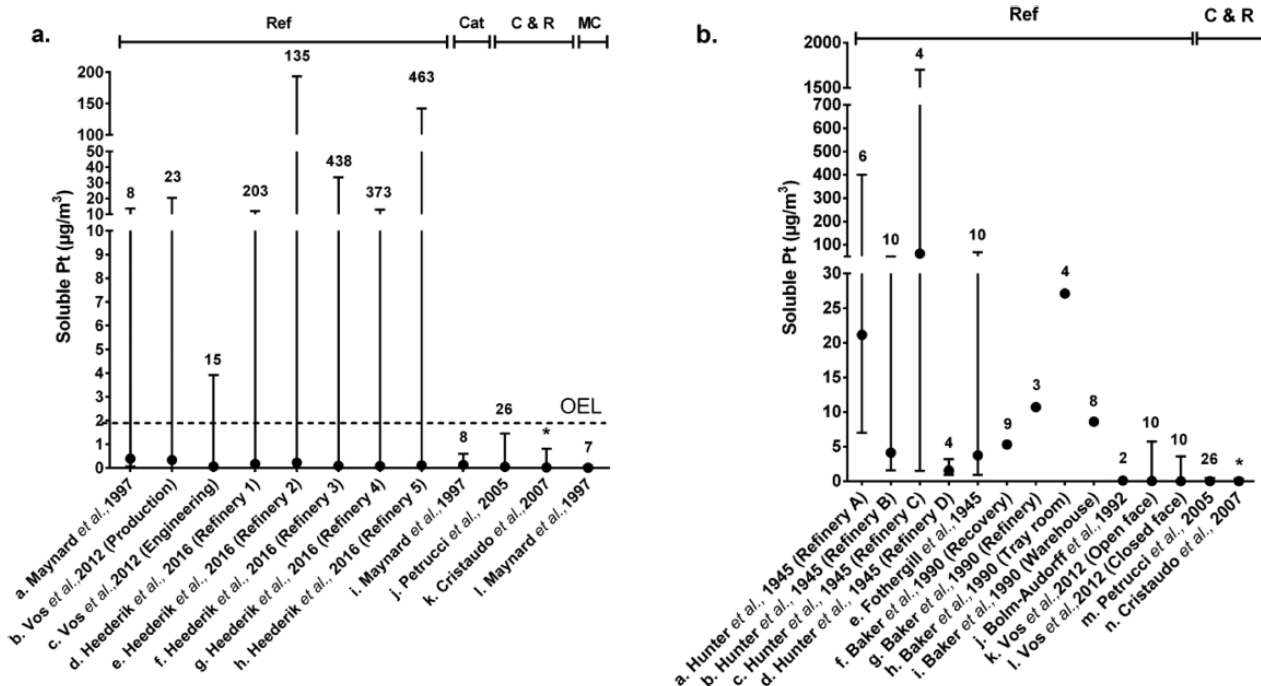 a.
Ref
Cat
C & R
MC
Soluble Pt (µg/m³)
200
150
100
50
40
30
20
10
10
9
8
7
6
5
4
3
2
1
0
8
23
15
203
135
438
373
463
8
26
*
7
OEL
a. Maynard et al., 1997
b. Vos et al., 2012 (Production)
c. Vos et al., 2012 (Engineering)
d. Heederik et al., 2016 (Refinery 1)
e. Heederik et al., 2016 (Refinery 2)
f. Heederik et al., 2016 (Refinery 3)
g. Heederik et al., 2016 (Refinery 4)
h. Heederik et al., 2016 (Refinery 5)
i. Maynard et al., 1997
j. Petrucci et al., 2005
k. Cristaudo et al., 2007
l. Maynard et al., 1997
b.
Ref
C & R
Soluble Pt (µg/m³)
2000
1500
700
600
500
400
300
200
100
30
25
20
15
10
5
0
6
10
4
4
10
9
3
4
8
2
10
10
26
*
a. Hunter et al., 1945 (Refinery A)
b. Hunter et al., 1945 (Refinery B)
c. Hunter et al., 1945 (Refinery C)
d. Hunter et al., 1945 (Refinery D)
e. Fothergill et al. 1945
f. Baker et al., 1990 (Recovery)
g. Baker et al., 1990 (Refinery)
h. Baker et al., 1990 (Tray room)
i. Baker et al., 1990 (Warehouse)
j. Bolm-Audorff et al., 1992
k. Vos et al., 2012 (Open face)
l. Vos et al., 2012 (Closed face)
m. Petrucci et al., 2005
n. Cristaudo et al., 2007